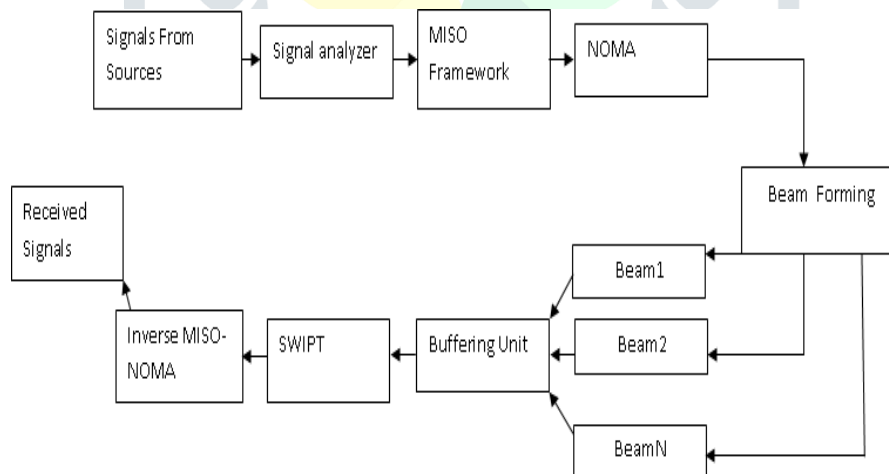 Signals From
Sources
Signal analyzer
MISO
Framework
NOMA
Beam Forming
Beam1
Beam2
BeamN
Buffering Unit
SWIPT
Inverse MISO-
NOMA
Received
Signals